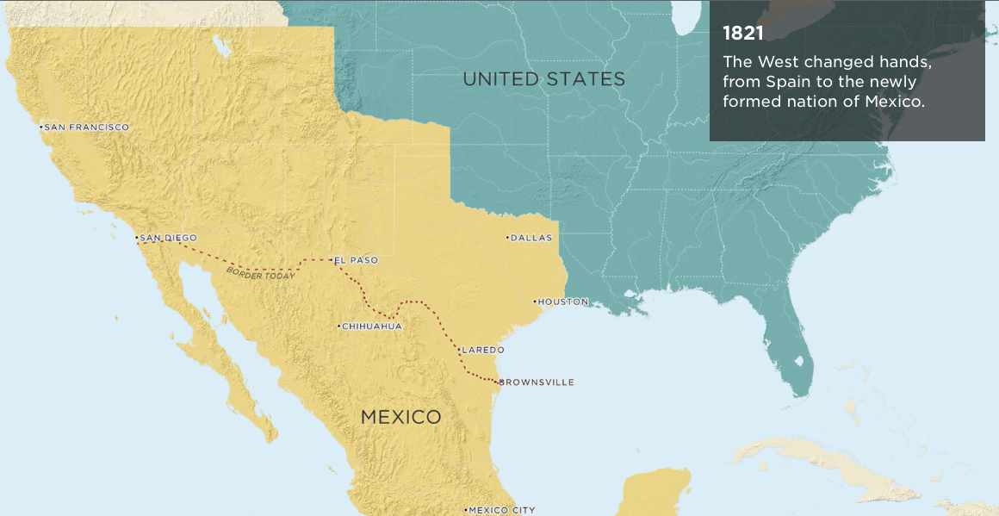 1821
The West changed hands,
from Spain to the newly
formed nation of Mexico.
UNITED STATES
SAN FRANCISCO
SAN DIEGO
DALLAS
EL PASO
BORDER TODAY
HOUSTON
CHIHUAHUA
LAREDO
BROWNSVILLE
MEXICO
MEXICO CITY